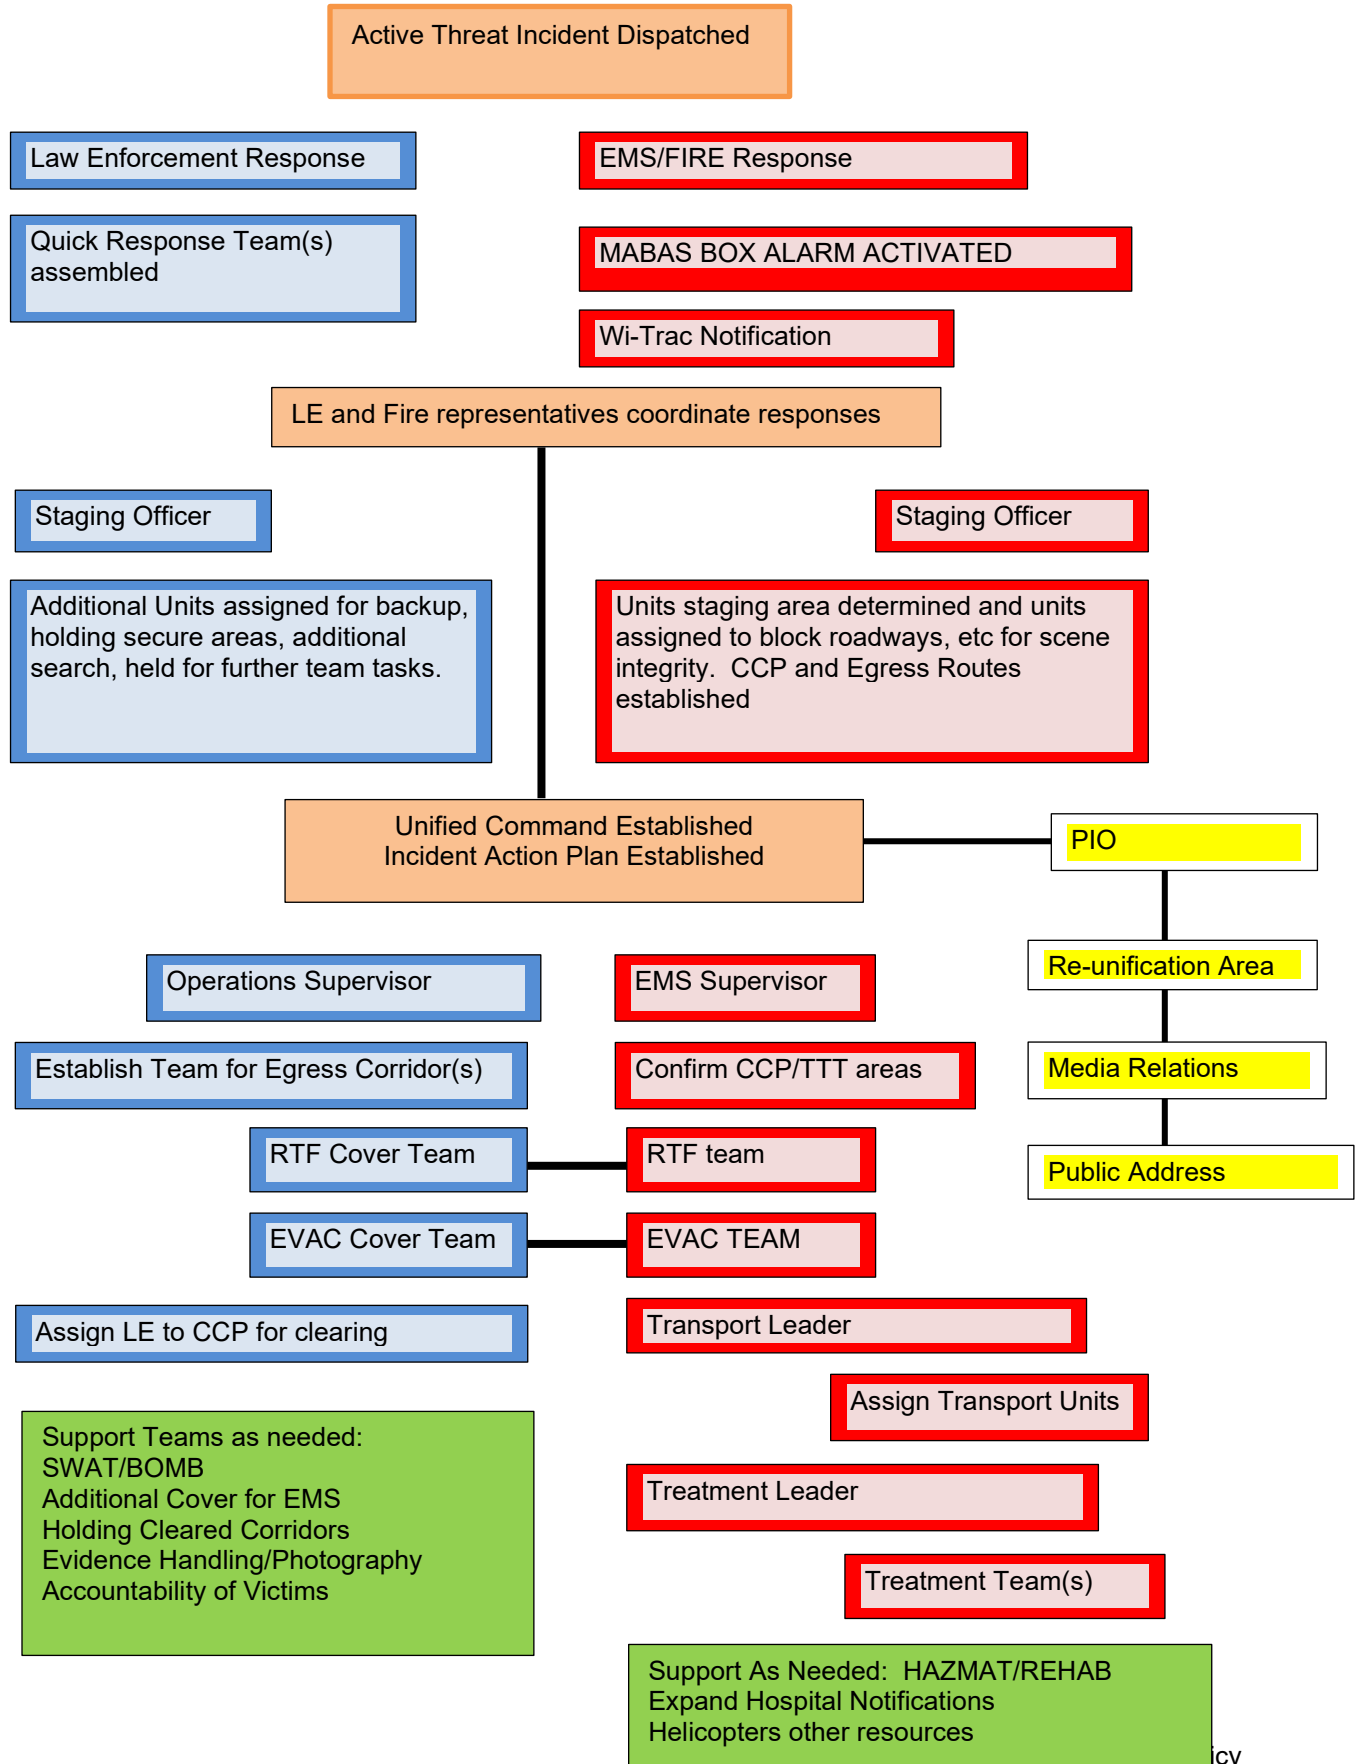 Active Threat Incident Dispatched
Law Enforcement Response
EMS/FIRE Response
Quick Response Team(s)
assembled
MABAS BOX ALARM ACTIVATED
Wi-Trac Notification
LE and Fire representatives coordinate responses
Staging Officer
Staging Officer
Additional Units assigned for backup,
holding secure areas, additional
search, held for further team tasks.
Units staging area determined and units
assigned to block roadways, etc for scene
integrity.  CCP and Egress Routes
established
Unified Command Established
Incident Action Plan Established
PIO
Re-unification Area
Media Relations
Public Address
Operations Supervisor
EMS Supervisor
Establish Team for Egress Corridor(s)
Confirm CCP/TTT areas
RTF Cover Team
RTF team
EVAC Cover Team
EVAC TEAM
Assign LE to CCP for clearing
Transport Leader
Assign Transport Units
Support Teams as needed:
SWAT/BOMB
Additional Cover for EMS
Holding Cleared Corridors
Evidence Handling/Photography
Accountability of Victims
Treatment Leader
Treatment Team(s)
Support As Needed:  HAZMAT/REHAB
Expand Hospital Notifications
Helicopters other resources